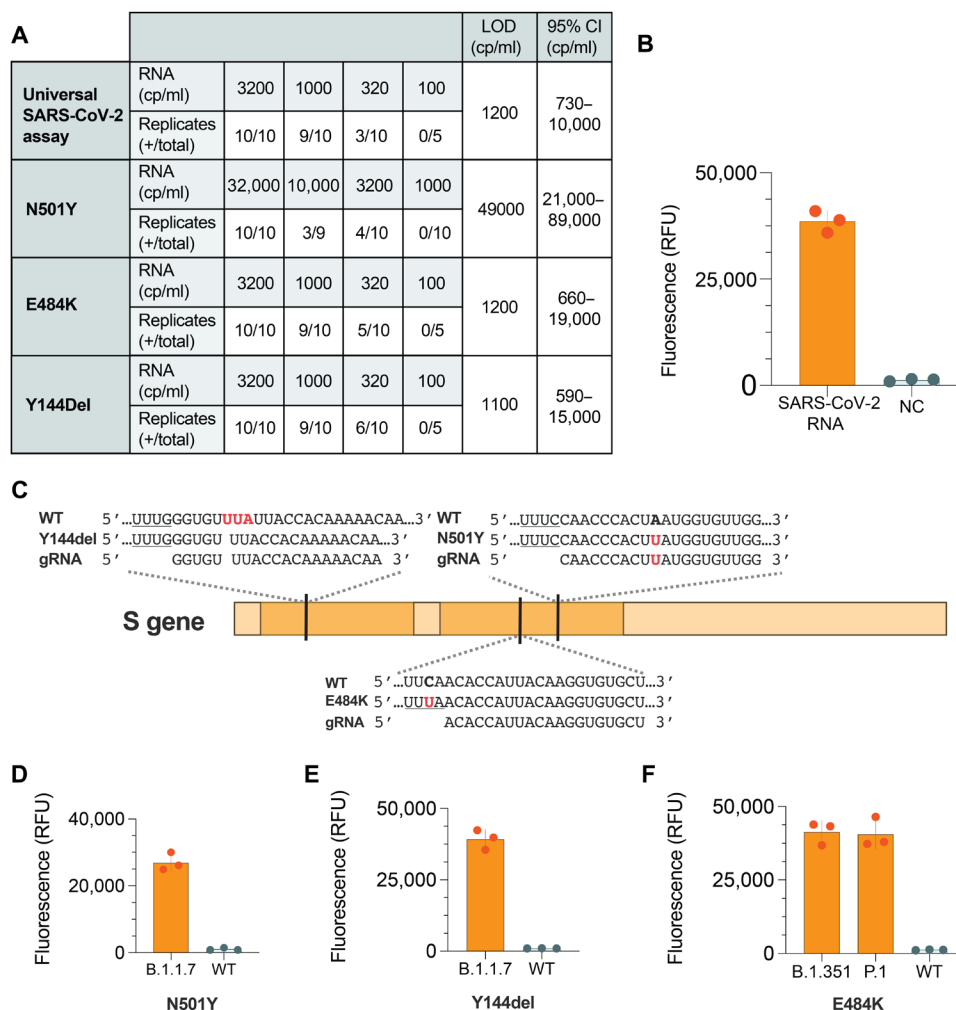 A
LOD
(cp/ml)
95% CI
(cp/ml)
Universal
SARS-CoV-2
assay
RNA
(cp/ml)
3200 1000 320 100
Replicates
(+/total)
10/10 9/10 3/10 0/5
1200
730–
10,000
N501Y
RNA
(cp/ml)
32,000 10,000 3200 1000
Replicates
(+/total)
10/10 3/9 4/10 0/10
49000
21,000–
89,000
E484K
RNA
(cp/ml)
3200 1000 320 100
Replicates
(+/total)
10/10 9/10 5/10 0/5
1200
660–
19,000
Y144Del
RNA
(cp/ml)
3200 1000 320 100
Replicates
(+/total)
10/10 9/10 6/10 0/5
1100
590–
15,000
B
Fluorescence (RFU)
50,000
25,000
0
SARS-CoV-2
RNA
NC
C
WT 5′…UUUGGGUGUUUAUUACCACAAAAACAA…3′
Y144del 5′…UUUGGGUGU UUACCACAAAAACAA…  3′
gRNA 5′ GGUGU UUACCACAAAAACAA 3′
WT 5′…UUUCCAACCCACUAAUGGUGUUGG…3′
N501Y 5′…UUUCCAACCCACUUAUGGUGUUGG…3′
gRNA 5′ CAACCCACUUAUGGUGUUGG 3′
S gene
WT 5′…UUCAACACCAUUACAAGGUGUGCU…3′
E484K 5′…UUUAACACCAUUACAAGGUGUGCU…3′
gRNA 5′ ACACCAUUACAAGGUGUGCU 3′
D
Fluorescence (RFU)
40,000
20,000
0
B.1.1.7 WT
N501Y
E
Fluorescence (RFU)
50,000
25,000
0
B.1.1.7 WT
Y144del
F
Fluorescence (RFU)
50,000
25,000
0
B.1.351 P.1 WT
E484K